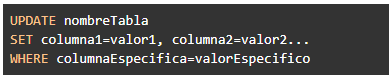 UPDATE nombreTabla
SET columna1=valor1, columna2=valor2...
WHERE columnaEspecifica=valorEspecifico